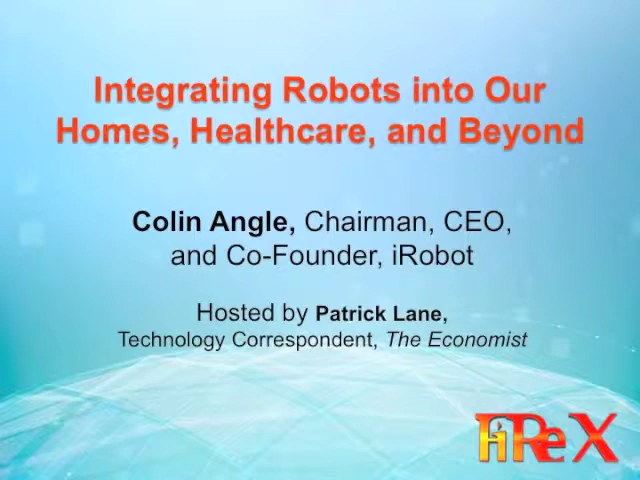 Integrating Robots into Our
Homes, Healthcare, and Beyond
Colin Angle, Chairman, CEO,
and Co-Founder, iRobot
Hosted by Patrick Lane,
Technology Correspondent, The Economist
FiReX